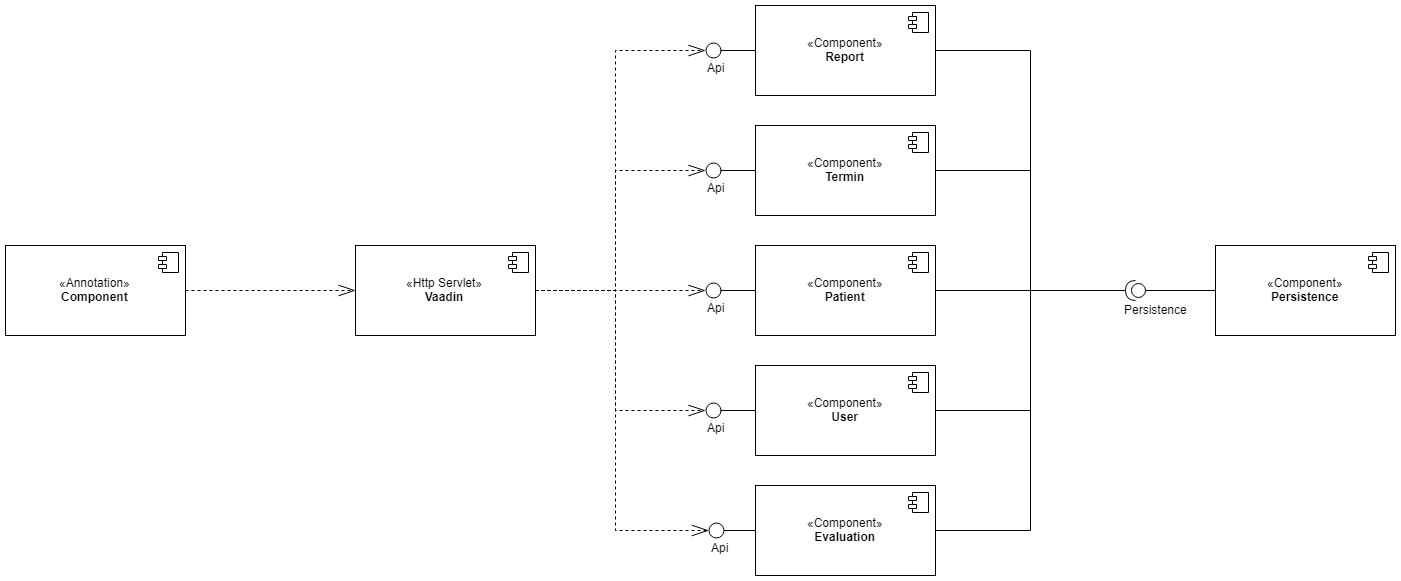 «Component»
Report
Api
«Component»
Termin
Api
«Annotation»
Component
«Http Servlet»
Vaadin
«Component»
Patient
Api
«Component»
Persistence
Persistence
«Component»
User
Api
«Component»
Evaluation
Api